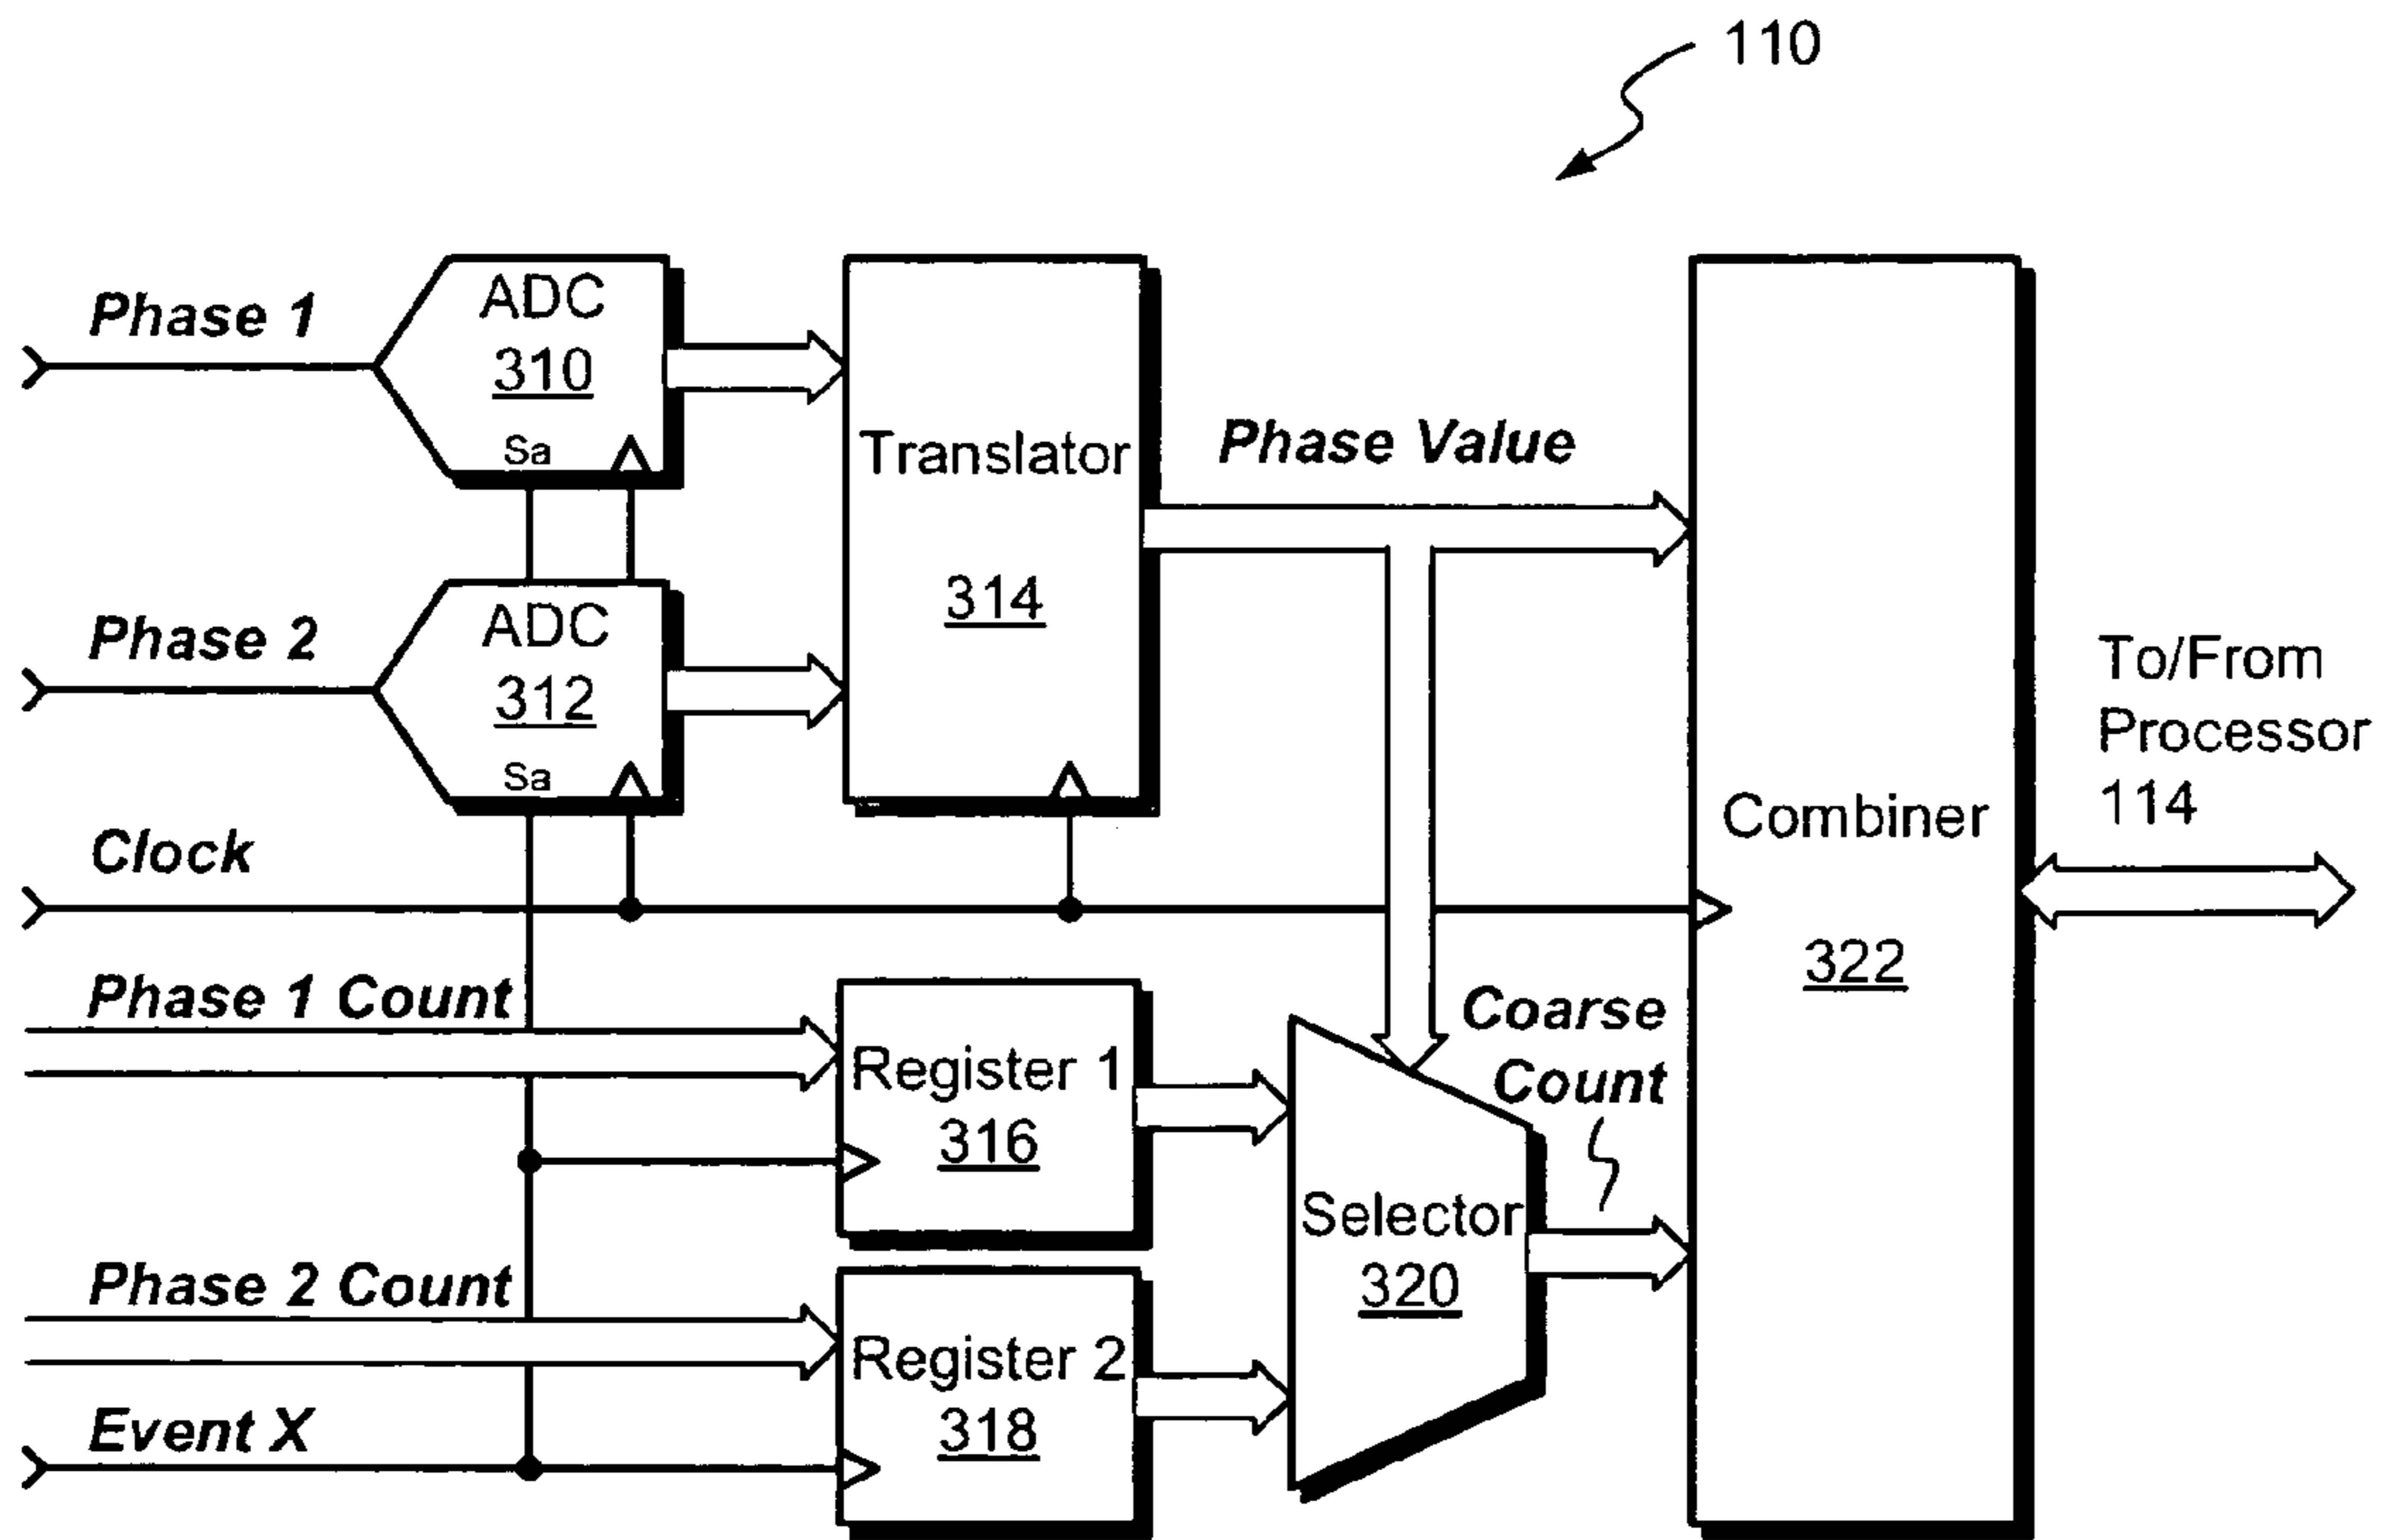 110
Phase 1
ADC
310
Sa
Translator
314
Phase Value
Phase 2
ADC
312
Sa
To/From
Processor
114
Combiner
322
Clock
Phase 1 Count
Register 1
316
Coarse
Count
Selector
320
Phase 2 Count
Register 2
318
Event X